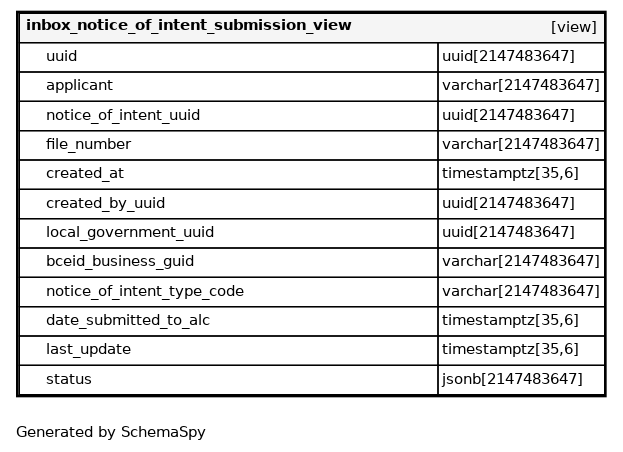 inbox_notice_of_intent_submission_view [view]
uuid uuid[2147483647]
applicant varchar[2147483647]
notice_of_intent_uuid uuid[2147483647]
file_number varchar[2147483647]
created_at timestamptz[35,6]
created_by_uuid uuid[2147483647]
local_government_uuid uuid[2147483647]
bceid_business_guid varchar[2147483647]
notice_of_intent_type_code varchar[2147483647]
date_submitted_to_alc timestamptz[35,6]
last_update timestamptz[35,6]
status jsonb[2147483647]
Generated by SchemaSpy